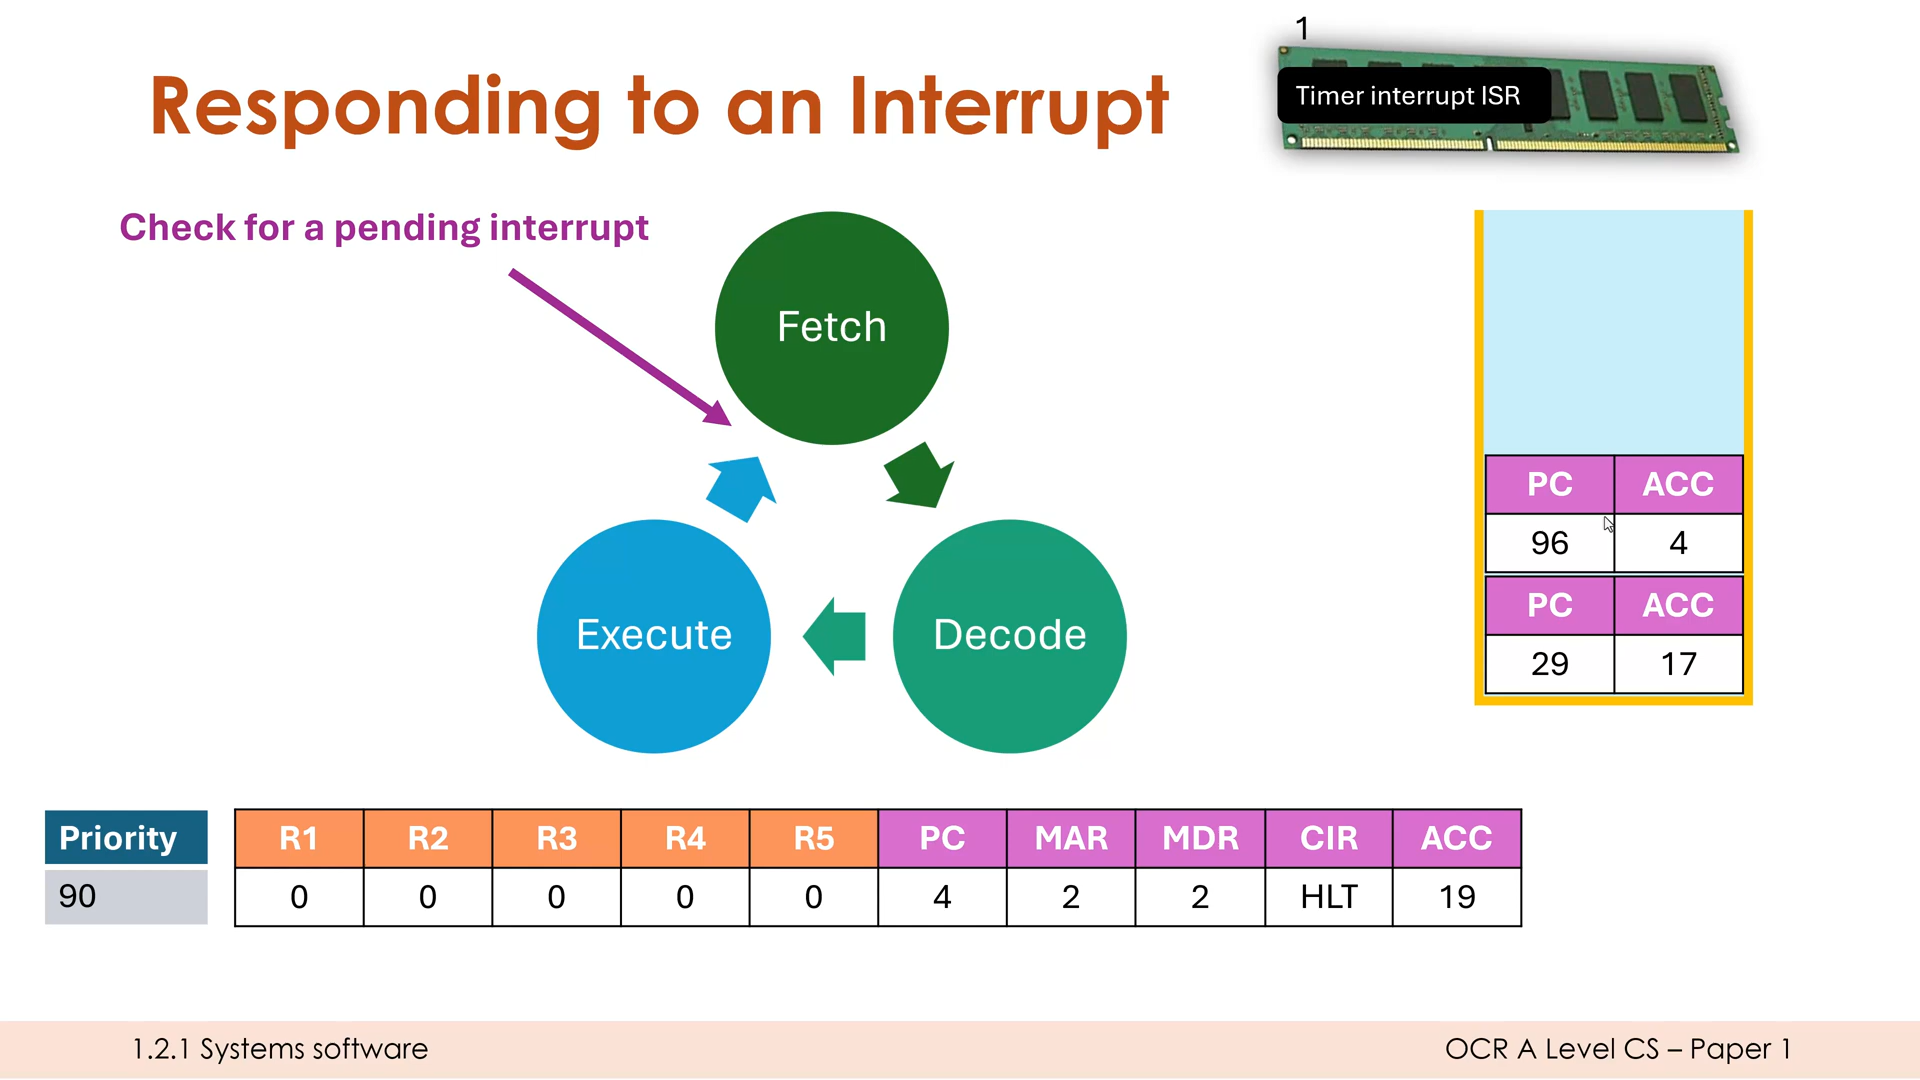 1
Responding to an Interrupt
Timer interrupt ISR
Check for a pending interrupt
Fetch
Execute
Decode
PC ACC
96 4
PC ACC
29 17
Priority
90
R1 R2 R3 R4 R5 PC MAR MDR CIR ACC
0 0 0 0 0 4 2 2 HLT 19
1.2.1 Systems software
OCR A Level CS – Paper 1